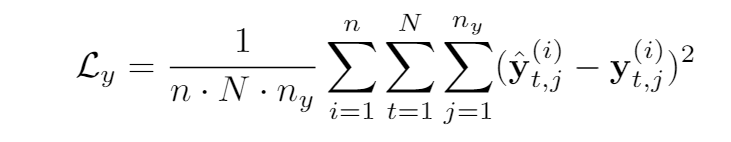 $$\mathcal{L}_y = \frac{1}{n \cdot N \cdot n_y} \sum_{i=1}^{n} \sum_{t=1}^{N} \sum_{j=1}^{n_y} (\hat{\mathbf{y}}_{t,j}^{(i)} - \mathbf{y}_{t,j}^{(i)})^2$$